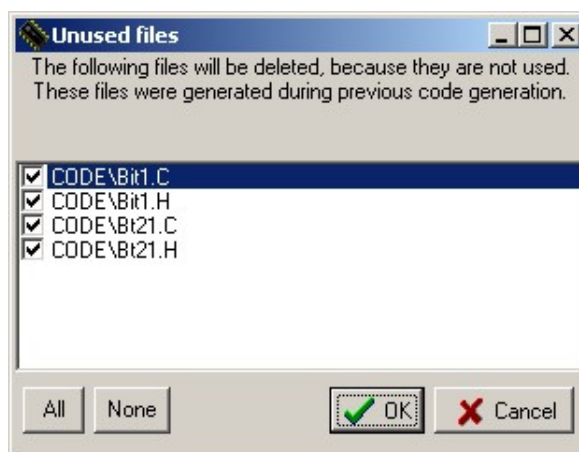 Unused files
The following files will be deleted, because they are not used.
These files were generated during previous code generation.
CODE\Bit1.C
CODE\Bit1.H
CODE\Bt21.C
CODE\Bt21.H
All None OK Cancel